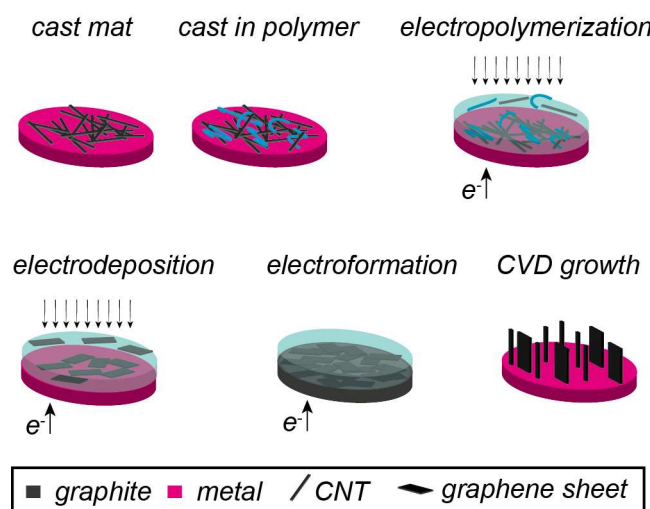 cast mat
cast in polymer
electropolymerization
e-
electrodeposition
electroformation
CVD growth
e-
e-
graphite metal CNT graphene sheet